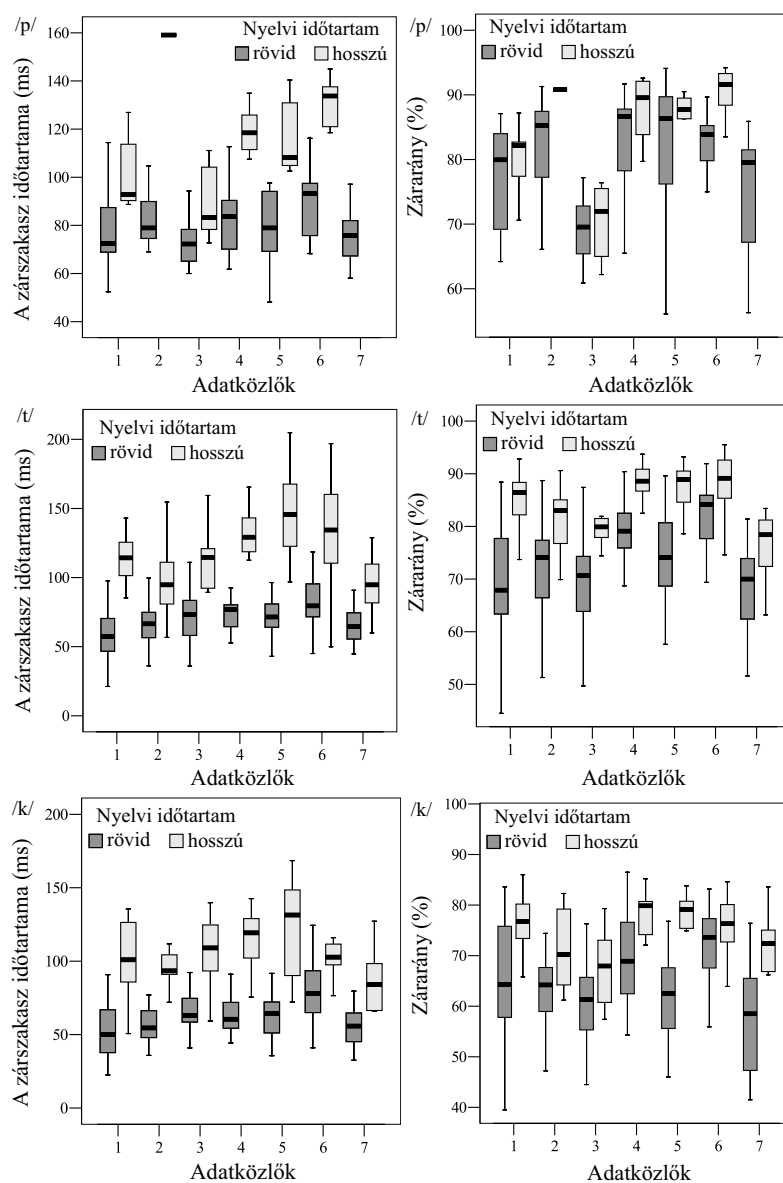 /p/
Nyelvi időtartam
rövid hosszú
A zárszakasz időtartama (ms)
160
140
120
100
80
60
40
1 2 3 4 5 6 7
Adatközlők
/p/
Nyelvi időtartam
rövid hosszú
Zárarány (%)
90
80
70
60
1 2 3 4 5 6 7
Adatközlők
/t/
Nyelvi időtartam
rövid hosszú
A zárszakasz időtartama (ms)
200
150
100
50
0
1 2 3 4 5 6 7
Adatközlők
/t/
Nyelvi időtartam
rövid hosszú
Zárarány (%)
100
90
80
70
60
50
1 2 3 4 5 6 7
Adatközlők
/k/
Nyelvi időtartam
rövid hosszú
A zárszakasz időtartama (ms)
200
150
100
50
0
1 2 3 4 5 6 7
Adatközlők
/k/
Nyelvi időtartam
rövid hosszú
Zárarány (%)
100
90
80
70
60
50
40
1 2 3 4 5 6 7
Adatközlők